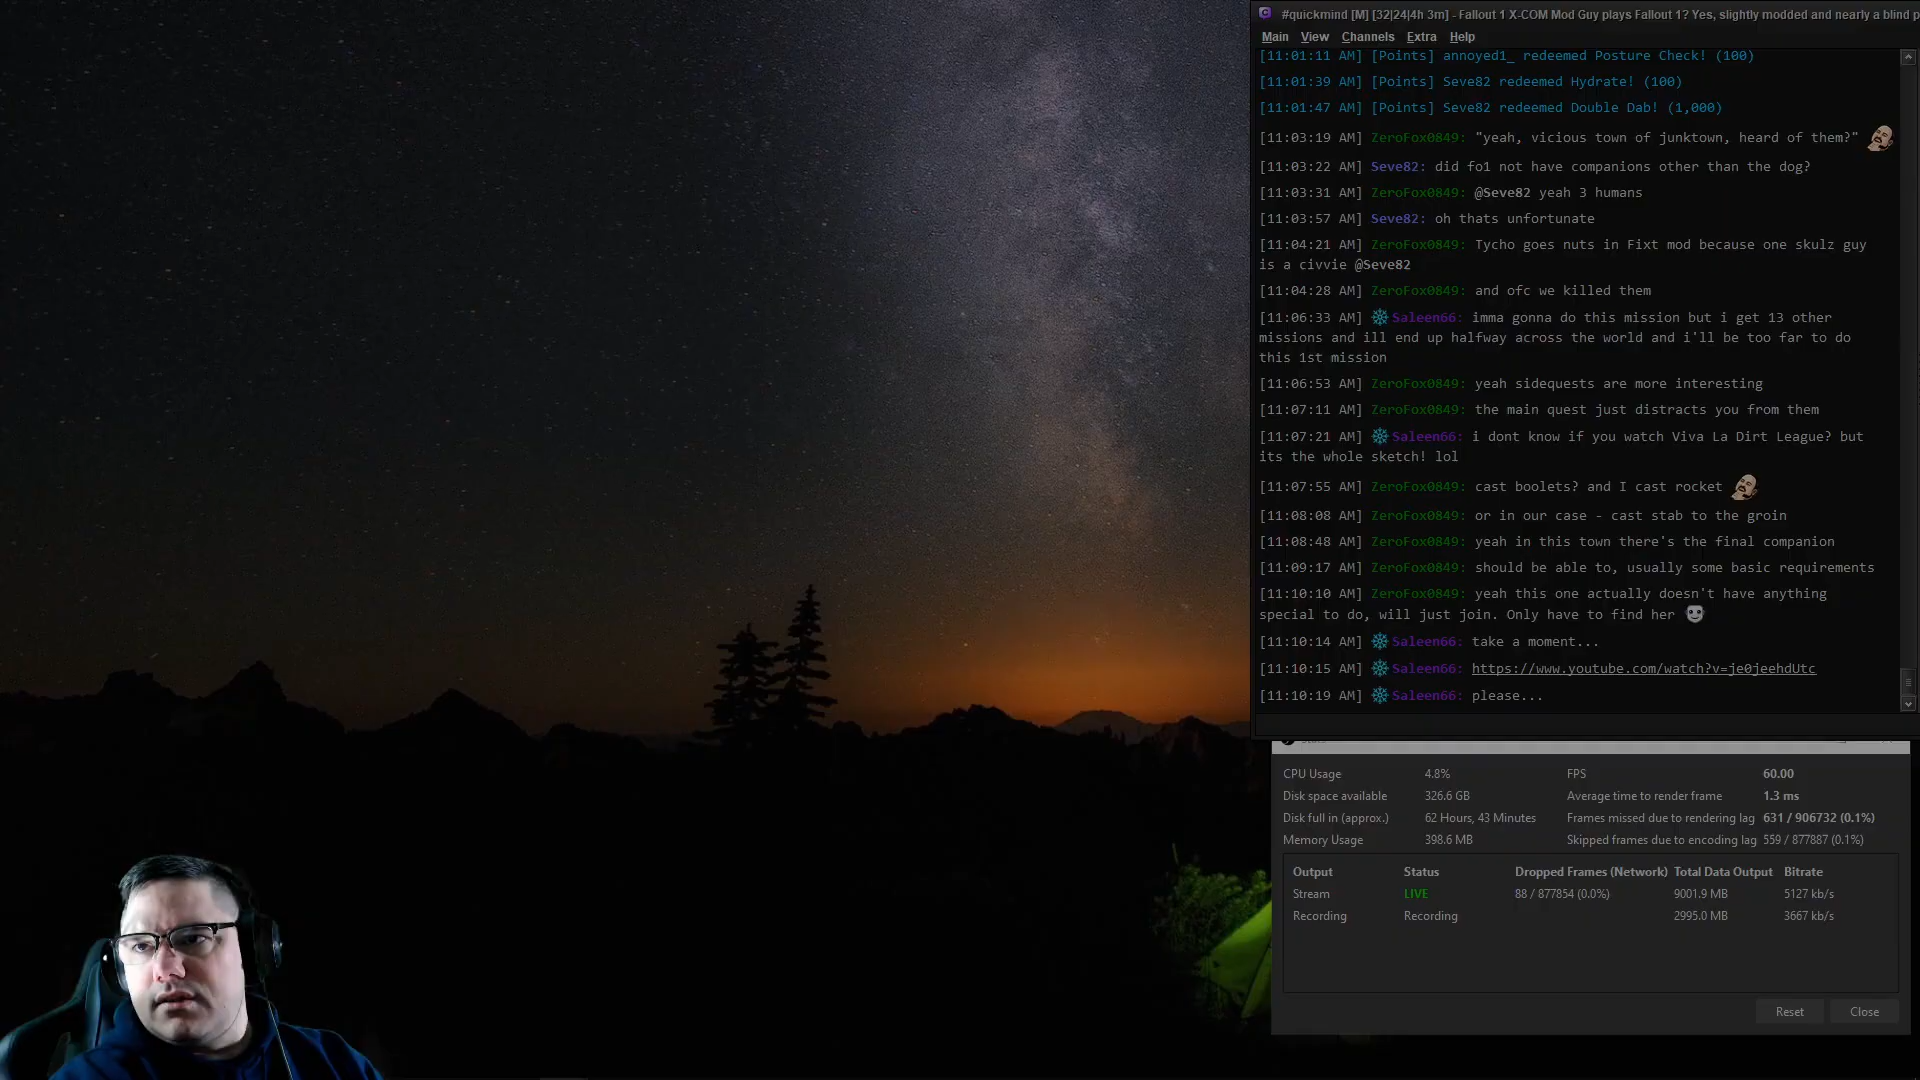 #quickmind [M] [32|24|4h 3m] - Fallout 1 X-COM Mod Guy plays Fallout 1? Yes, slightly modded and nearly a blind p
Main View Channels Extra Help
[11:01:11 AM] [Points] annoyed1_ redeemed Posture Check! (100)
[11:01:39 AM] [Points] Seve82 redeemed Hydrate! (100)
[11:01:47 AM] [Points] Seve82 redeemed Double Dab! (1,000)
[11:03:19 AM] ZeroFox0849: "yeah, vicious town of junktown, heard of them?"
[11:03:22 AM] Seve82: did fo1 not have companions other than the dog?
[11:03:31 AM] ZeroFox0849: @Seve82 yeah 3 humans
[11:03:57 AM] Seve82: oh thats unfortunate
[11:04:21 AM] ZeroFox0849: Tycho goes nuts in Fixt mod because one skulz guy
is a civvie @Seve82
[11:04:28 AM] ZeroFox0849: and ofc we killed them
[11:06:33 AM] Saleen66: imma gonna do this mission but i get 13 other
missions and ill end up halfway across the world and i'll be too far to do
this 1st mission
[11:06:53 AM] ZeroFox0849: yeah sidequests are more interesting
[11:07:11 AM] ZeroFox0849: the main quest just distracts you from them
[11:07:21 AM] Saleen66: i dont know if you watch Viva La Dirt League? but
its the whole sketch! lol
[11:07:55 AM] ZeroFox0849: cast boolets? and I cast rocket
[11:08:08 AM] ZeroFox0849: or in our case - cast stab to the groin
[11:08:48 AM] ZeroFox0849: yeah in this town there's the final companion
[11:09:17 AM] ZeroFox0849: should be able to, usually some basic requirements
[11:10:10 AM] ZeroFox0849: yeah this one actually doesn't have anything
special to do, will just join. Only have to find her
[11:10:14 AM] Saleen66: take a moment...
[11:10:15 AM] Saleen66: https://www.youtube.com/watch?v=je0jeehdUtc
[11:10:19 AM] Saleen66: please...
CPU Usage 4.8% FPS 60.00
Disk space available 326.6 GB Average time to render frame 1.3 ms
Disk full in (approx.) 62 Hours, 43 Minutes Frames missed due to rendering lag 631 / 906732 (0.1%)
Memory Usage 398.6 MB Skipped frames due to encoding lag 559 / 877887 (0.1%)
Output Status Dropped Frames (Network) Total Data Output Bitrate
Stream LIVE 88 / 877854 (0.0%) 9001.9 MB 5127 kb/s
Recording Recording 2995.0 MB 3667 kb/s
Reset Close